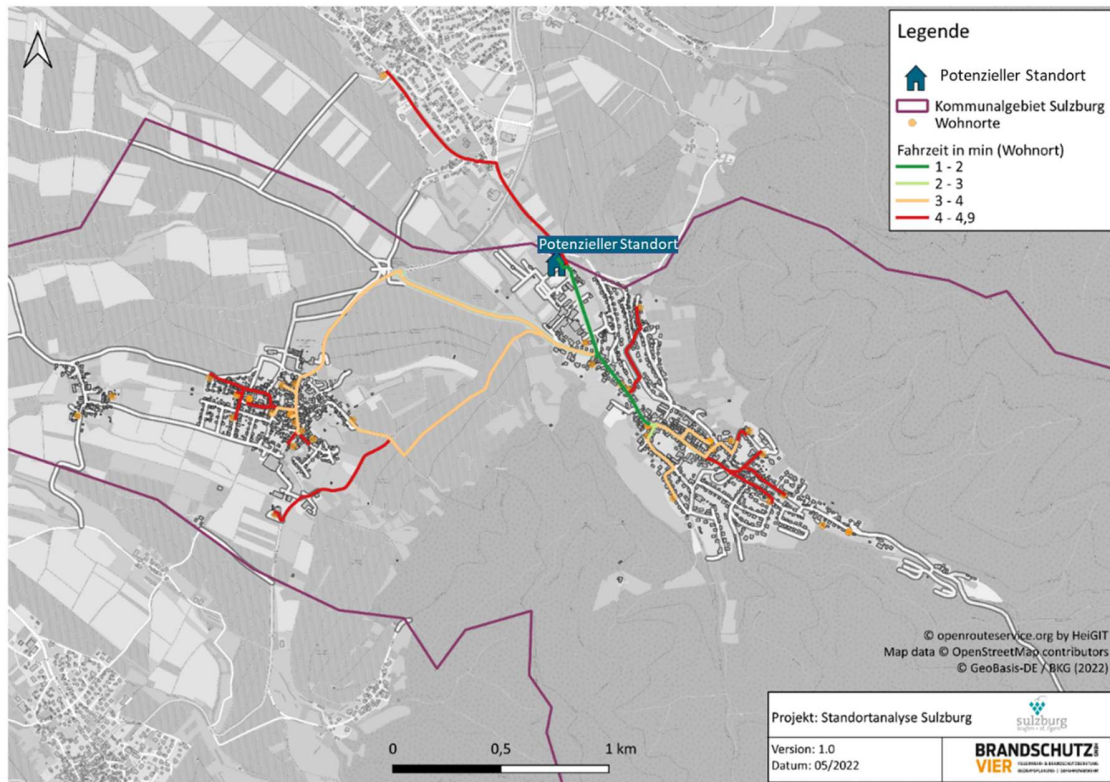 Legende
Potenzieller Standort
Kommunalgebiet Sulzburg
Wohnorte
Fahrzeit in min (Wohnort)
1 - 2
2 - 3
3 - 4
4 - 4,9
Potenzieller Standort
© openrouteservice.org by HeiGIT
Map data © OpenStreetMap contributors
© GeoBasis-DE / BKG (2022)
0 0,5 1 km
Projekt: Standortanalyse Sulzburg
sulzburg
Version: 1.0
Datum: 05/2022
BRANDSCHUTZ
VIER